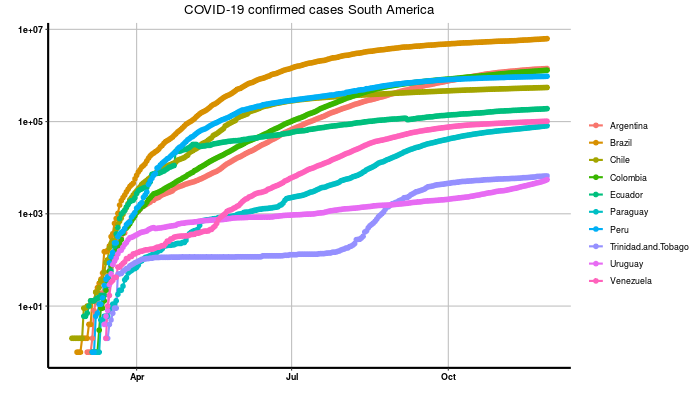 COVID-19 confirmed cases South America
1e+07
1e+05
1e+03
1e+01
Apr
Jul
Oct
Argentina
Brazil
Chile
Colombia
Ecuador
Paraguay
Peru
Trinidad.and.Tobago
Uruguay
Venezuela